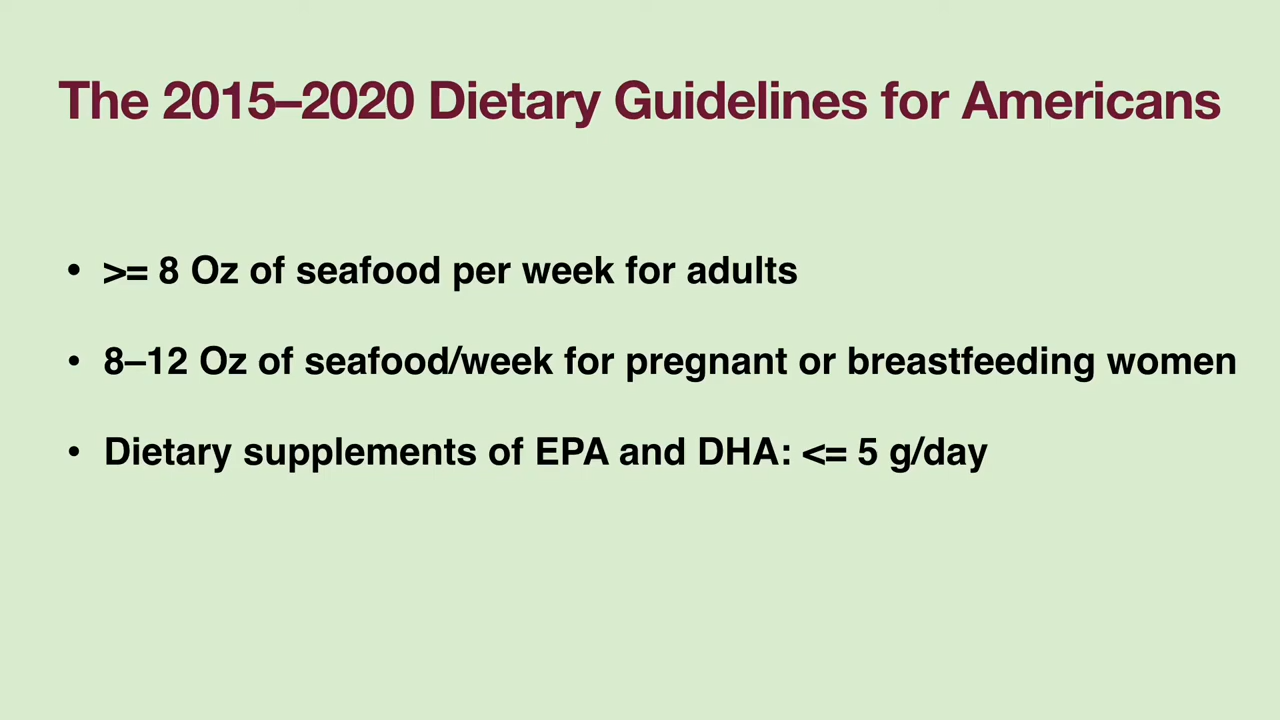 The 2015–2020 Dietary Guidelines for Americans
• >= 8 Oz of seafood per week for adults
• 8–12 Oz of seafood/week for pregnant or breastfeeding women
• Dietary supplements of EPA and DHA: <= 5 g/day